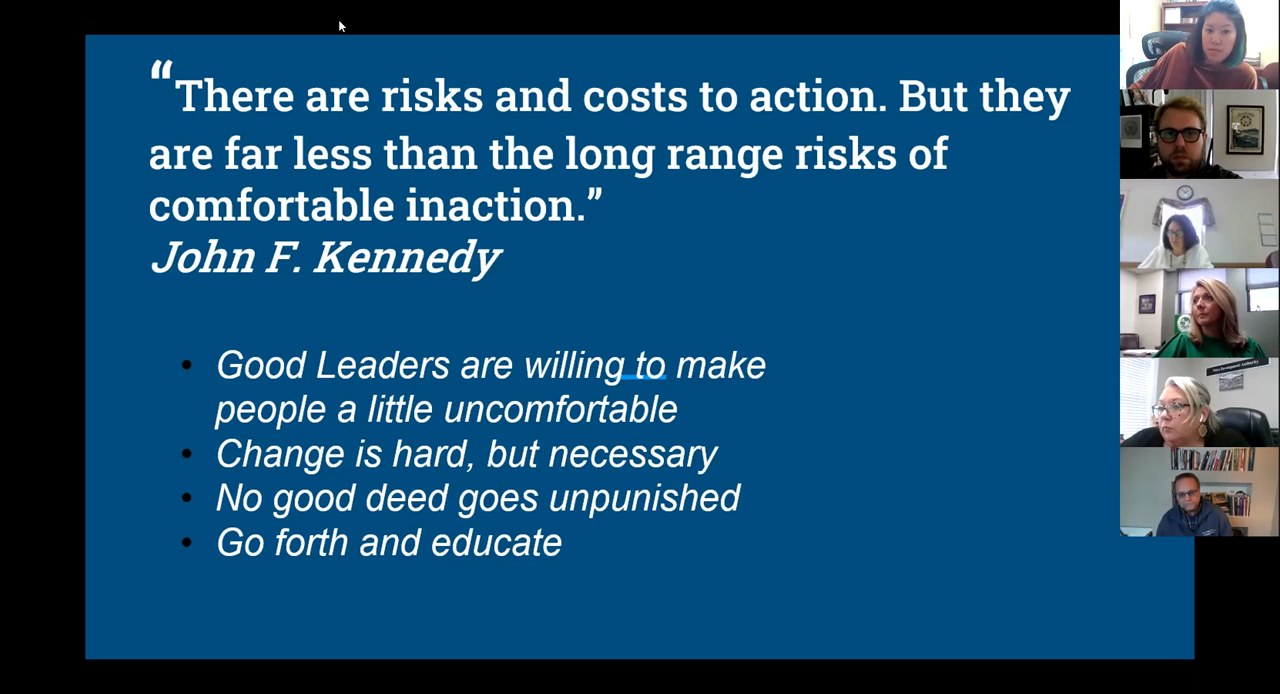 “There are risks and costs to action. But they
are far less than the long range risks of
comfortable inaction.”
John F. Kennedy
• Good Leaders are willing to make
people a little uncomfortable
• Change is hard, but necessary
• No good deed goes unpunished
• Go forth and educate
Development Authority